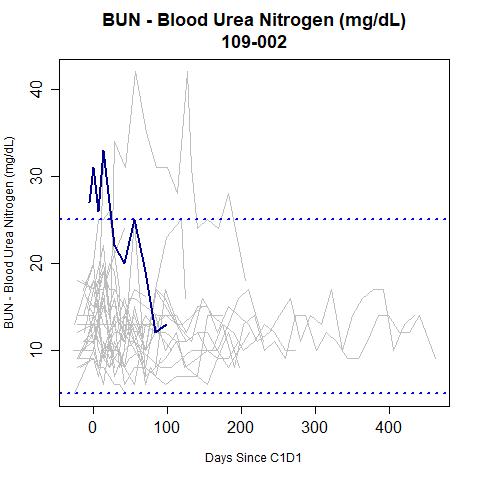 BUN - Blood Urea Nitrogen (mg/dL)
109-002
BUN - Blood Urea Nitrogen (mg/dL)
40
30
20
10
0 100 200 300 400
Days Since C1D1